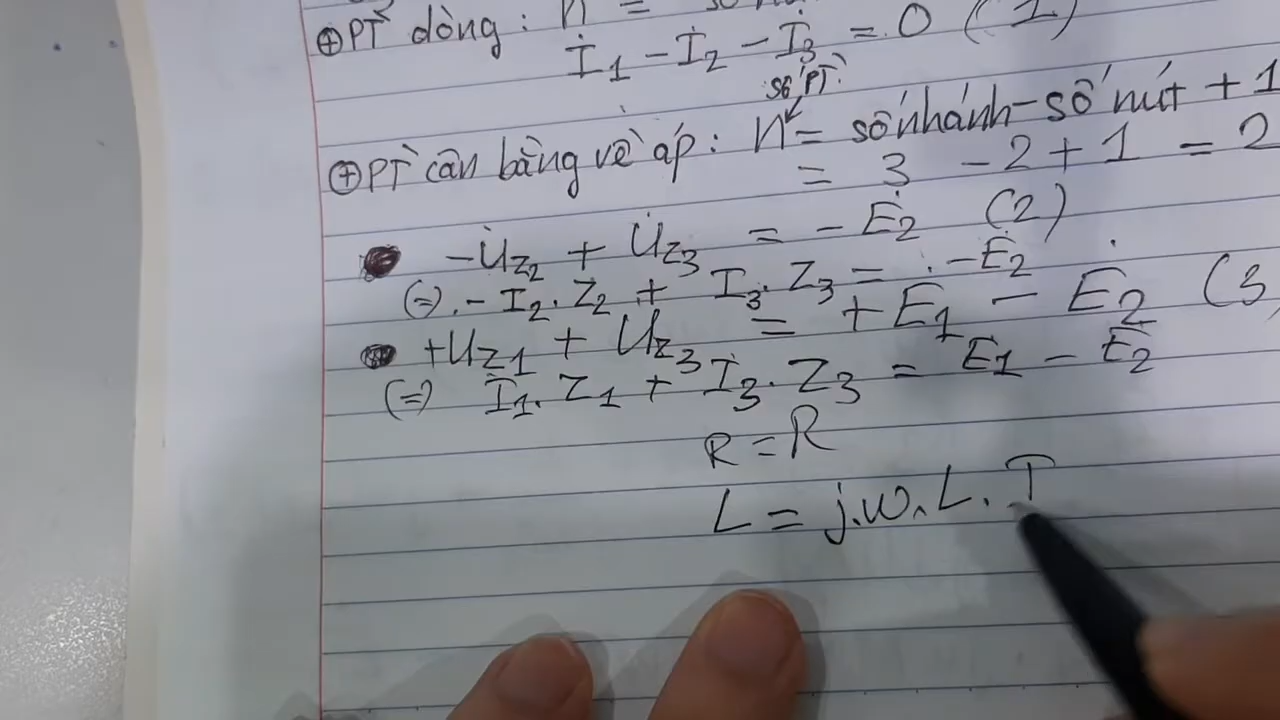 ⊕ PT dòng : n =
İ1 − İ2 − İ3 = 0 (1)
số PT
⊕ PT cân bằng về áp : n = số nhánh − số nút + 1
= 3 − 2 + 1 = 2
− U̇Z2 + U̇Z3 = − Ė2 (2)
(=) − İ2 . Z2 + İ3 . Z3 = − Ė2
+ U̇Z1 + U̇Z3 = + Ė1 − Ė2 (3
(=) İ1 . Z1 + İ3 . Z3 = Ė1 − Ė2
R = R
L = j.ω.L.I